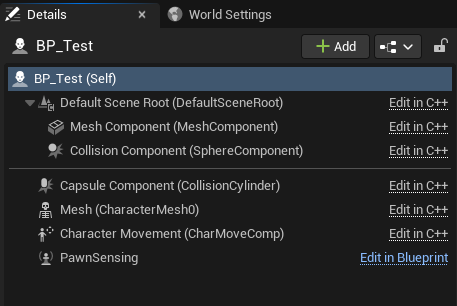 Details
World Settings
BP_Test
Add
BP_Test (Self)
Default Scene Root (DefaultSceneRoot) Edit in C++
Mesh Component (MeshComponent) Edit in C++
Collision Component (SphereComponent) Edit in C++
Capsule Component (CollisionCylinder) Edit in C++
Mesh (CharacterMesh0) Edit in C++
Character Movement (CharMoveComp) Edit in C++
PawnSensing Edit in Blueprint